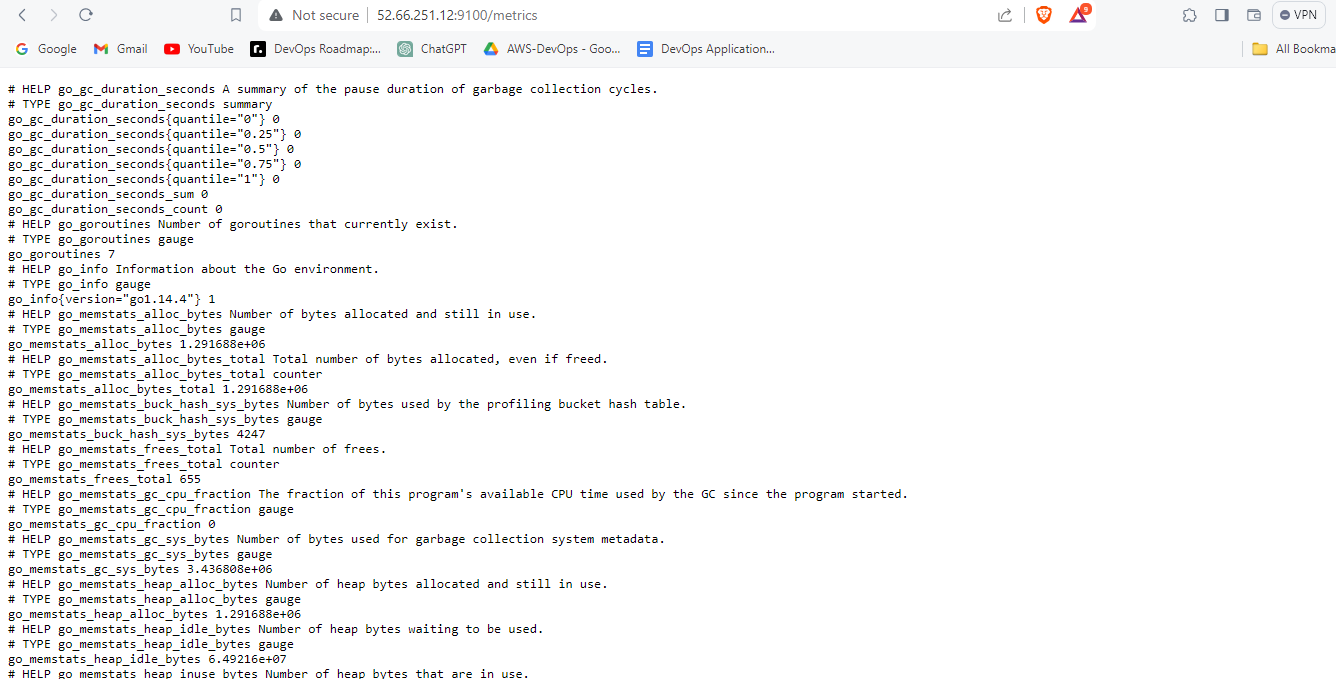 Not secure 52.66.251.12:9100/metrics 9 VPN
Google Gmail YouTube r. DevOps Roadmap:... ChatGPT AWS-DevOps - Goo... DevOps Application... All Bookma
# HELP go_gc_duration_seconds A summary of the pause duration of garbage collection cycles.
# TYPE go_gc_duration_seconds summary
go_gc_duration_seconds{quantile="0"} 0
go_gc_duration_seconds{quantile="0.25"} 0
go_gc_duration_seconds{quantile="0.5"} 0
go_gc_duration_seconds{quantile="0.75"} 0
go_gc_duration_seconds{quantile="1"} 0
go_gc_duration_seconds_sum 0
go_gc_duration_seconds_count 0
# HELP go_goroutines Number of goroutines that currently exist.
# TYPE go_goroutines gauge
go_goroutines 7
# HELP go_info Information about the Go environment.
# TYPE go_info gauge
go_info{version="go1.14.4"} 1
# HELP go_memstats_alloc_bytes Number of bytes allocated and still in use.
# TYPE go_memstats_alloc_bytes gauge
go_memstats_alloc_bytes 1.291688e+06
# HELP go_memstats_alloc_bytes_total Total number of bytes allocated, even if freed.
# TYPE go_memstats_alloc_bytes_total counter
go_memstats_alloc_bytes_total 1.291688e+06
# HELP go_memstats_buck_hash_sys_bytes Number of bytes used by the profiling bucket hash table.
# TYPE go_memstats_buck_hash_sys_bytes gauge
go_memstats_buck_hash_sys_bytes 4247
# HELP go_memstats_frees_total Total number of frees.
# TYPE go_memstats_frees_total counter
go_memstats_frees_total 655
# HELP go_memstats_gc_cpu_fraction The fraction of this program's available CPU time used by the GC since the program started.
# TYPE go_memstats_gc_cpu_fraction gauge
go_memstats_gc_cpu_fraction 0
# HELP go_memstats_gc_sys_bytes Number of bytes used for garbage collection system metadata.
# TYPE go_memstats_gc_sys_bytes gauge
go_memstats_gc_sys_bytes 3.436808e+06
# HELP go_memstats_heap_alloc_bytes Number of heap bytes allocated and still in use.
# TYPE go_memstats_heap_alloc_bytes gauge
go_memstats_heap_alloc_bytes 1.291688e+06
# HELP go_memstats_heap_idle_bytes Number of heap bytes waiting to be used.
# TYPE go_memstats_heap_idle_bytes gauge
go_memstats_heap_idle_bytes 6.49216e+07
# HELP go_memstats_heap_inuse_bytes Number of heap bytes that are in use.